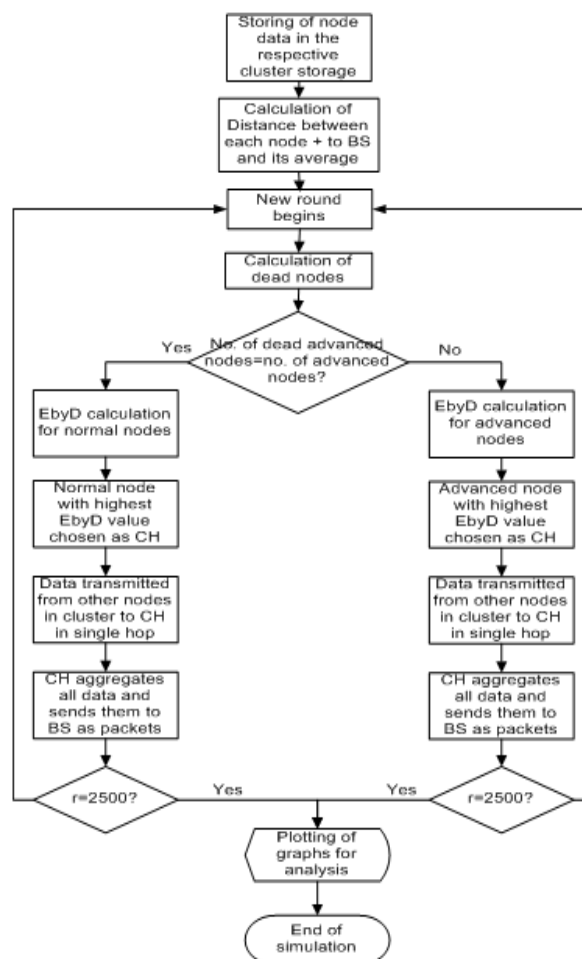 Storing of node
data in the
respective
cluster storage
Calculation of
Distance between
each node + to BS
and its average
New round
begins
Calculation of
dead nodes
No. of dead advanced
nodes=no. of advanced
nodes?
Yes
No
EbyD calculation
for normal nodes
EbyD calculation
for advanced
nodes
Normal node
with highest
EbyD value
chosen as CH
Advanced node
with highest
EbyD value
chosen as CH
Data transmitted
from other nodes
in cluster to CH
in single hop
Data transmitted
from other nodes
in cluster to CH
in single hop
CH aggregates
all data and
sends them to
BS as packets
CH aggregates
all data and
sends them to
BS as packets
r=2500?
Yes
Yes
r=2500?
Plotting of
graphs for
analysis
End of
simulation